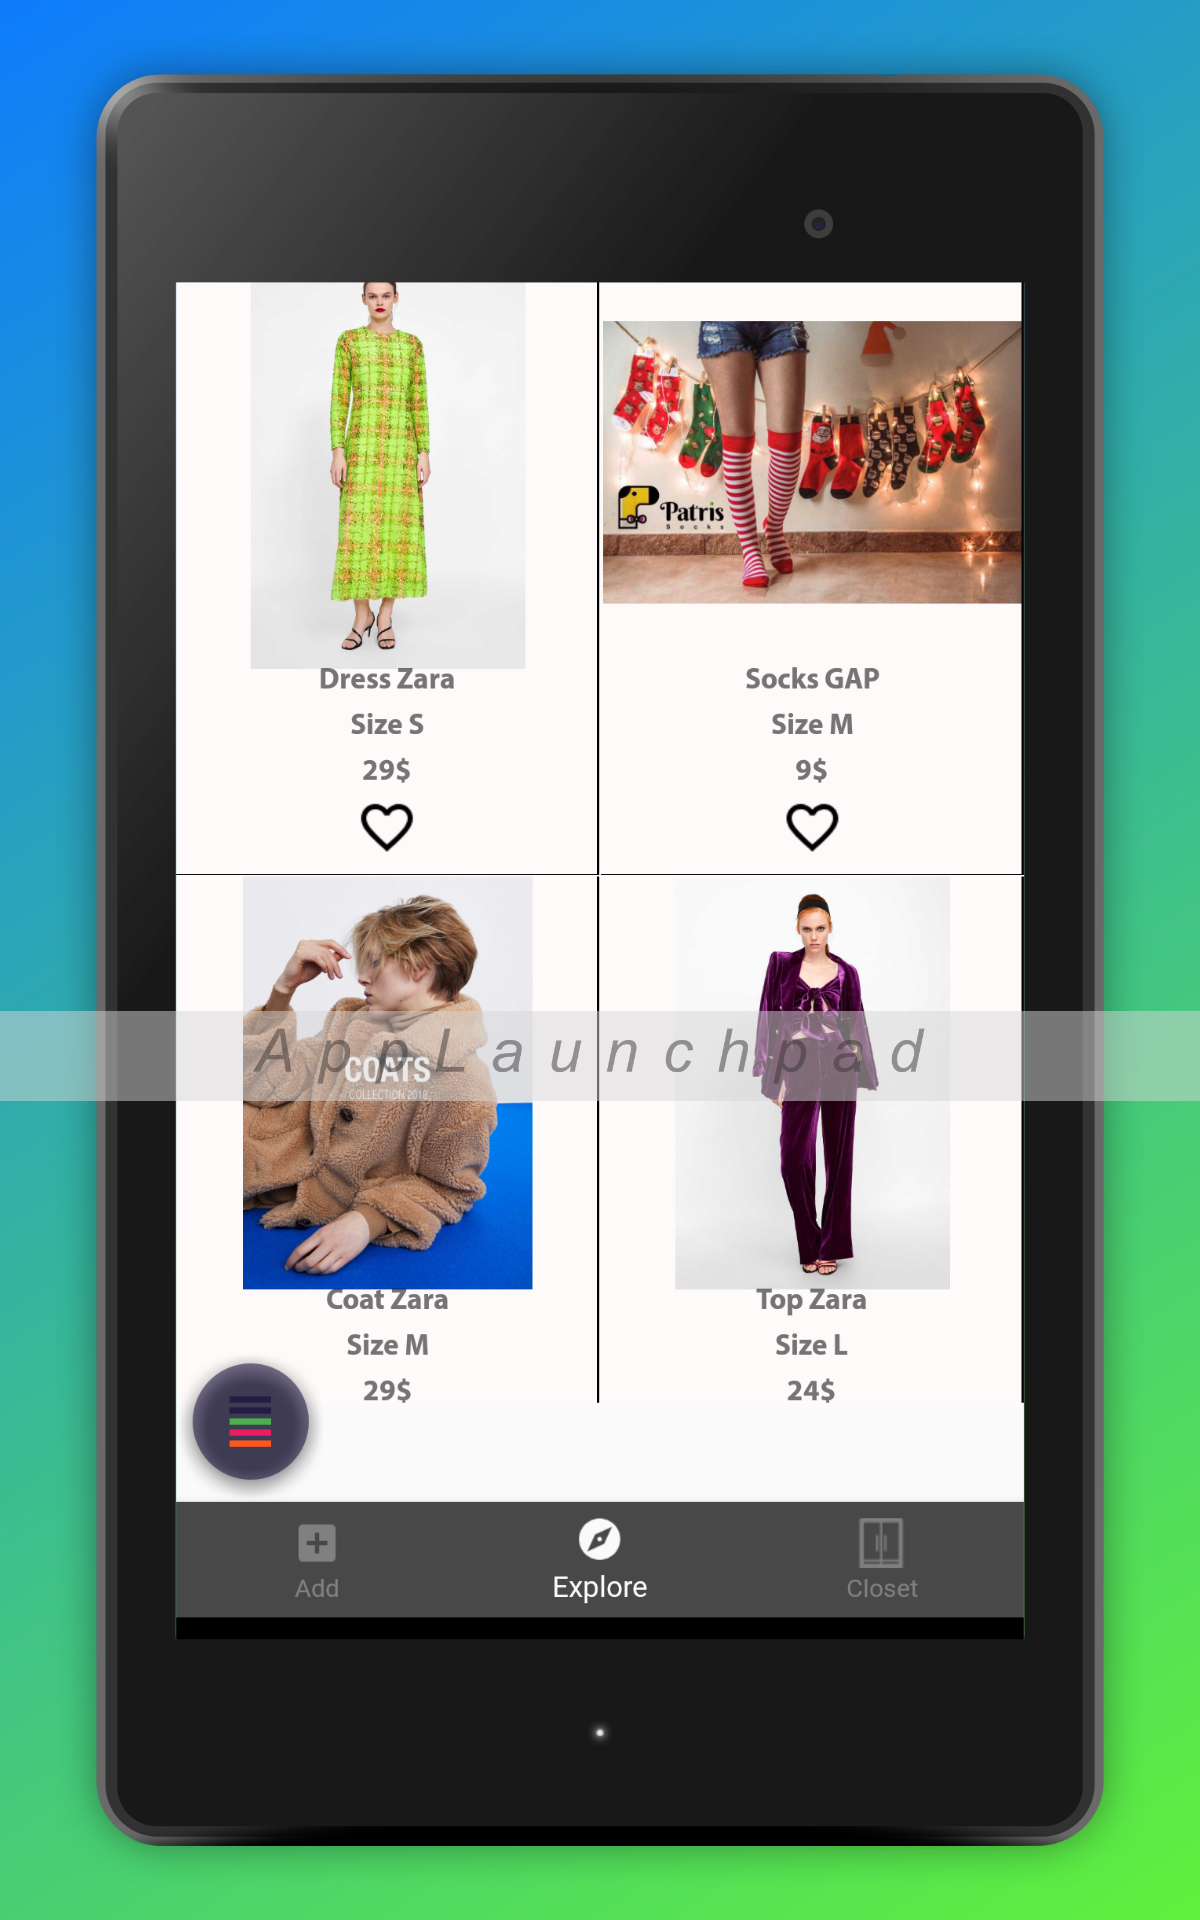 Patris
Socks
Dress Zara
Size S
29$
Socks GAP
Size M
9$
AppLaunchpad
COATS
COLLECTION 2018
Coat Zara
Size M
29$
Top Zara
Size L
24$
Add
Explore
Closet